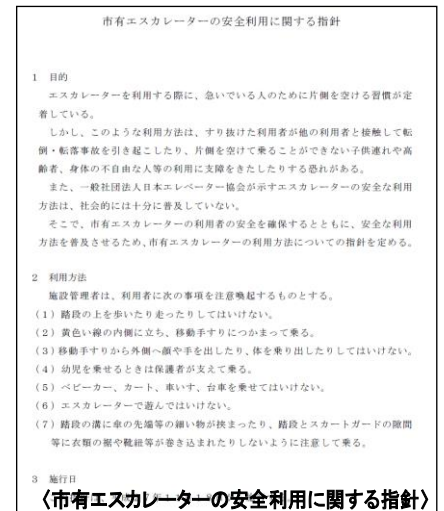 市有エスカレーターの安全利用に関する指針
1 目的
エスカレーターを利用する際に、急いでいる人のために片側を空ける習慣が定
着している。
しかし、このような利用方法は、すり抜けた利用者が他の利用者と接触して転
倒・転落事故を引き起こしたり、片側を空けて乗ることができない子供連れや高
齢者、身体の不自由な人等の利用に支障をきたしたりする恐れがある。
また、一般社団法人日本エレベーター協会が示すエスカレーターの安全な利用
方法は、社会的には十分に普及していない。
そこで、市有エスカレーターの利用者の安全を確保するとともに、安全な利用
方法を普及させるため、市有エスカレーターの利用方法についての指針を定める。
2 利用方法
施設管理者は、利用者に次の事項を注意喚起するものとする。
(1)踏段の上を歩いたり走ったりしてはいけない。
(2)黄色い線の内側に立ち、移動手すりにつかまって乗る。
(3)移動手すりから外側へ顔や手を出したり、体を乗り出したりしてはいけない。
(4)幼児を乗せるときは保護者が支えて乗る。
(5)ベビーカー、カート、車いす、台車を乗せてはいけない。
(6)エスカレーターで遊んではいけない。
(7)踏段の溝に傘の先端等の細い物が挟まったり、踏段とスカートガードの隙間
等に衣類の裾や靴紐等が巻き込まれたりしないように注意して乗る。
3 施行日
〈市有エスカレーターの安全利用に関する指針〉